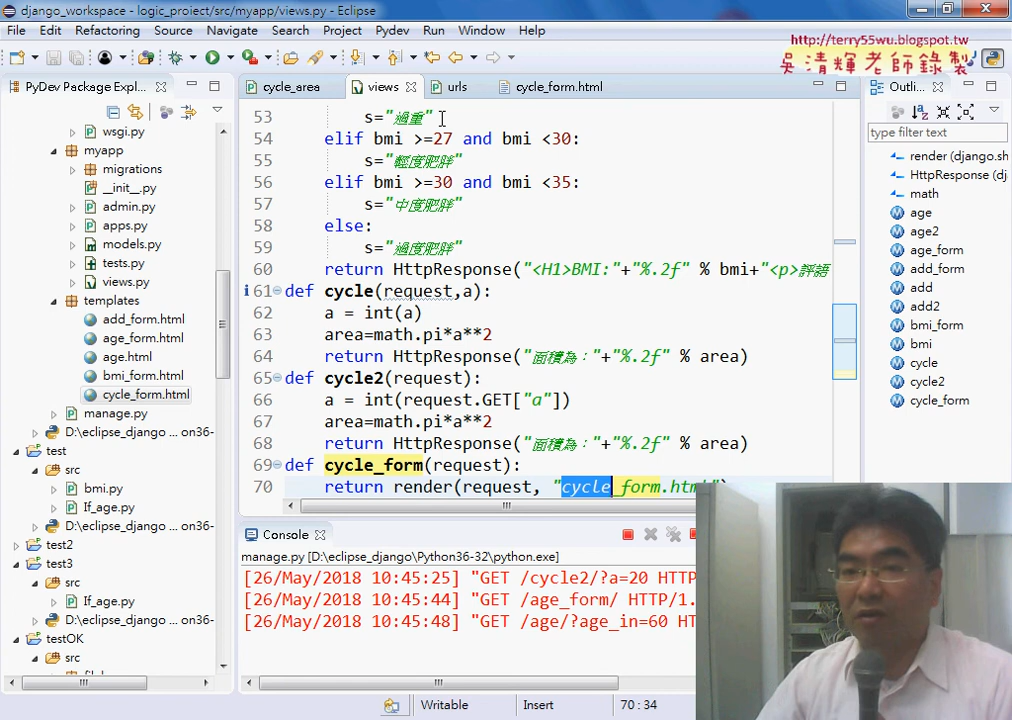 django_workspace - logic_project/src/myapp/views.py - Eclipse
File Edit Refactoring Source Navigate Search Project Pydev Run Window Help
http://terry55wu.blogspot.tw
吳清輝老師錄製
PyDev Package Expl...
cycle_area
views
urls
cycle_form.html
Outli...
type filter text
wsgi.py
myapp
migrations
__init__.py
admin.py
apps.py
models.py
tests.py
views.py
templates
add_form.html
age_form.html
age.html
bmi_form.html
cycle_form.html
manage.py
D:\eclipse_django ... on36-
test
src
bmi.py
If_age.py
D:\eclipse_django ... on36-
test2
test3
src
If_age.py
D:\eclipse_django ... on36-
testOK
src
53 s="過重"
54 elif bmi >=27 and bmi <30:
55 s="輕度肥胖"
56 elif bmi >=30 and bmi <35:
57 s="中度肥胖"
58 else:
59 s="過度肥胖"
60 return HttpResponse("<H1>BMI:"+"%.2f" % bmi+"<p>評語
61 def cycle(request,a):
62 a = int(a)
63 area=math.pi*a**2
64 return HttpResponse("面積為："+"%.2f" % area)
65 def cycle2(request):
66 a = int(request.GET["a"])
67 area=math.pi*a**2
68 return HttpResponse("面積為："+"%.2f" % area)
69 def cycle_form(request):
70 return render(request, "cycle_form.html")
render (django.sh
HttpResponse (dj
math
age
age2
age_form
add_form
add
add2
bmi_form
bmi
cycle
cycle2
cycle_form
Console
manage.py [D:\eclipse_django\Python36-32\python.exe]
[26/May/2018 10:45:25] "GET /cycle2/?a=20 HTTP
[26/May/2018 10:45:44] "GET /age_form/ HTTP/1.
[26/May/2018 10:45:48] "GET /age/?age_in=60 HT
Writable
Insert
70 : 34